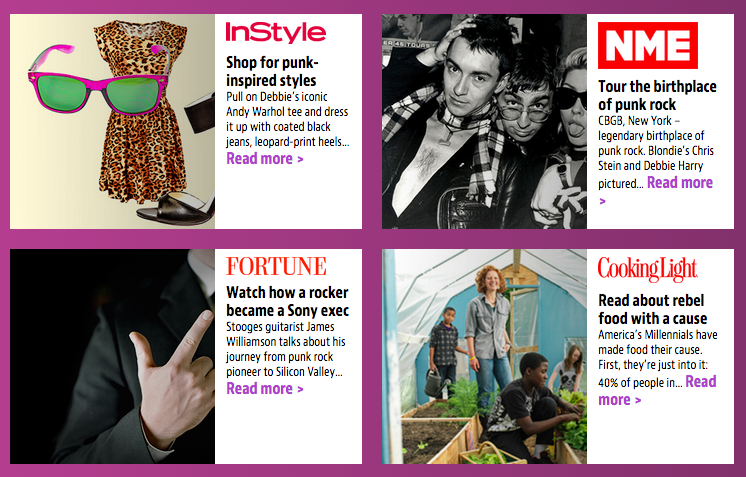 InStyle
Shop for punk-
inspired styles
Pull on Debbie's iconic
Andy Warhol tee and dress
it up with coated black
jeans, leopard-print heels...
Read more >
ER 45/TOURS
NME
Tour the birthplace
of punk rock
CBGB, New York –
legendary birthplace of
punk rock. Blondie's Chris
Stein and Debbie Harry
pictured... Read more
>
FORTUNE
Watch how a rocker
became a Sony exec
Stooges guitarist James
Williamson talks about his
journey from punk rock
pioneer to Silicon Valley...
Read more >
Cooking Light
Read about rebel
food with a cause
America's Millennials have
made food their cause.
First, they're just into it:
40% of people in... Read
more >